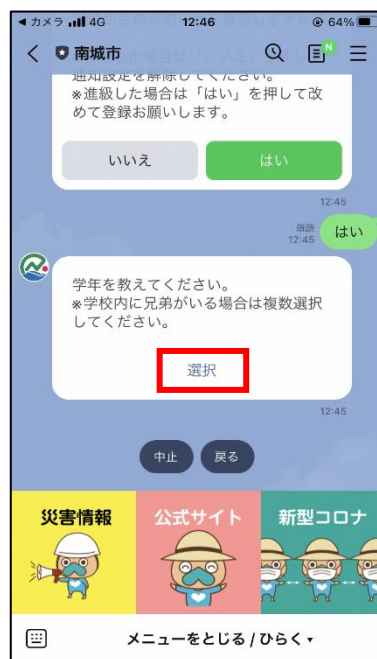 カメラ 4G 12:46 64%
南城市 N
通知設定を解除してください。
※進級した場合は「はい」を押して改
めて登録お願いします。
いいえ はい
12:45
既読
12:45
はい
学年を教えてください。
※学校内に兄弟がいる場合は複数選択
してください。
選択
12:45
中止 戻る
災害情報 公式サイト 新型コロナ
メニューをとじる / ひらく